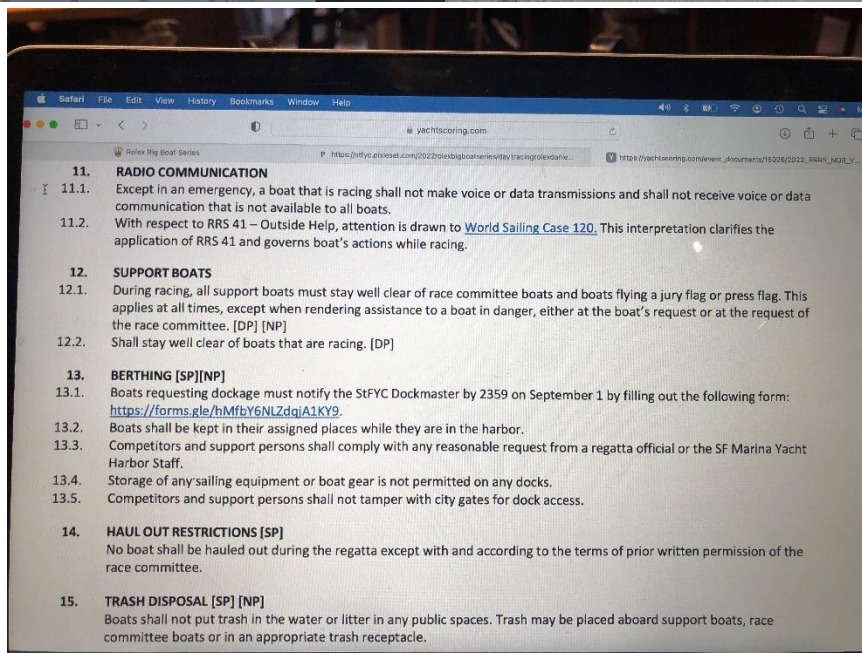 Safari File Edit View History Bookmarks Window Help
yachtscoring.com
Rolex Big Boat Series
11. RADIO COMMUNICATION
11.1. Except in an emergency, a boat that is racing shall not make voice or data transmissions and shall not receive voice or data
communication that is not available to all boats.
11.2. With respect to RRS 41 – Outside Help, attention is drawn to World Sailing Case 120. This interpretation clarifies the
application of RRS 41 and governs boat's actions while racing.
12. SUPPORT BOATS
12.1. During racing, all support boats must stay well clear of race committee boats and boats flying a jury flag or press flag. This
applies at all times, except when rendering assistance to a boat in danger, either at the boat's request or at the request of
the race committee. [DP] [NP]
12.2. Shall stay well clear of boats that are racing. [DP]
13. BERTHING [SP][NP]
13.1. Boats requesting dockage must notify the StFYC Dockmaster by 2359 on September 1 by filling out the following form:
https://forms.gle/hMfbY6NLZdqjA1KY9.
13.2. Boats shall be kept in their assigned places while they are in the harbor.
13.3. Competitors and support persons shall comply with any reasonable request from a regatta official or the SF Marina Yacht
Harbor Staff.
13.4. Storage of any sailing equipment or boat gear is not permitted on any docks.
13.5. Competitors and support persons shall not tamper with city gates for dock access.
14. HAUL OUT RESTRICTIONS [SP]
No boat shall be hauled out during the regatta except with and according to the terms of prior written permission of the
race committee.
15. TRASH DISPOSAL [SP] [NP]
Boats shall not put trash in the water or litter in any public spaces. Trash may be placed aboard support boats, race
committee boats or in an appropriate trash receptacle.